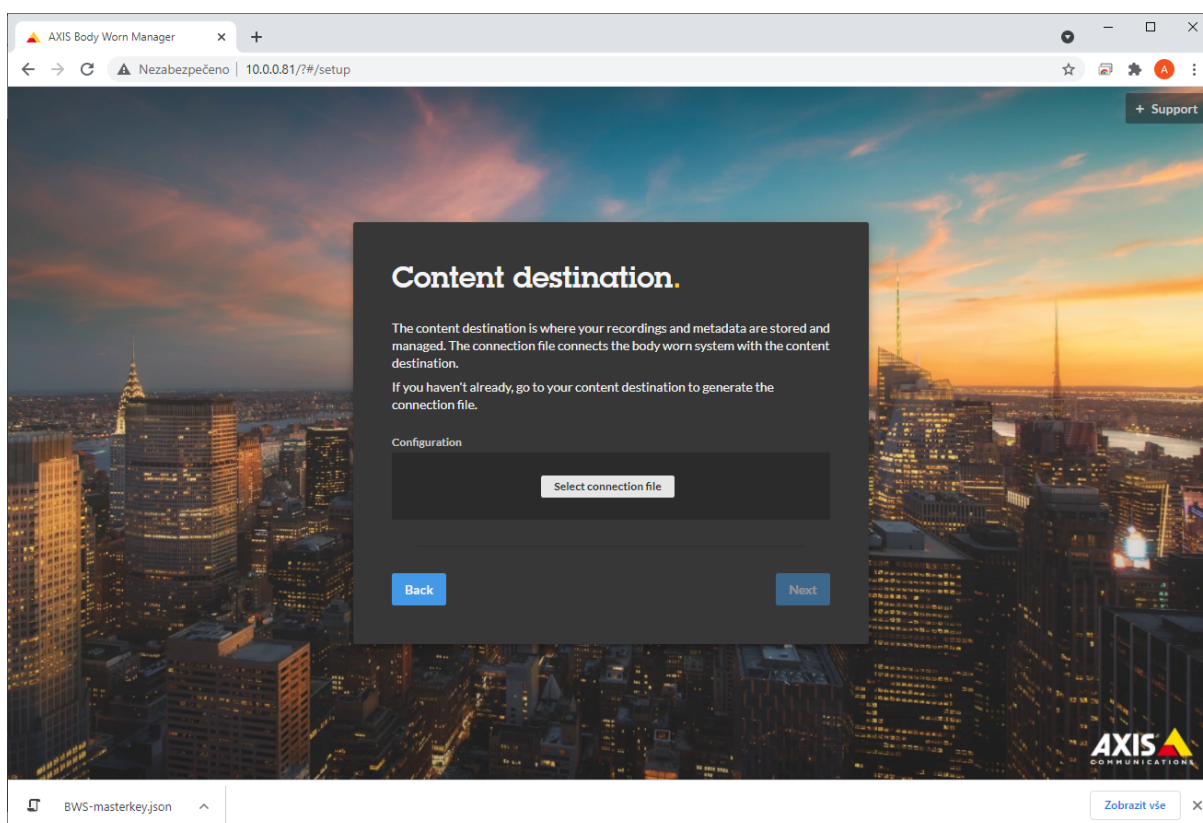 AXIS Body Worn Manager
Nezabezpečeno
10.0.0.81/?#/setup
A
+ Support
Content destination.
The content destination is where your recordings and metadata are stored and
managed. The connection file connects the body worn system with the content
destination.
If you haven't already, go to your content destination to generate the
connection file.
Configuration
Select connection file
Back
Next
AXIS
COMMUNICATIONS
BWS-masterkey.json
Zobrazit vše